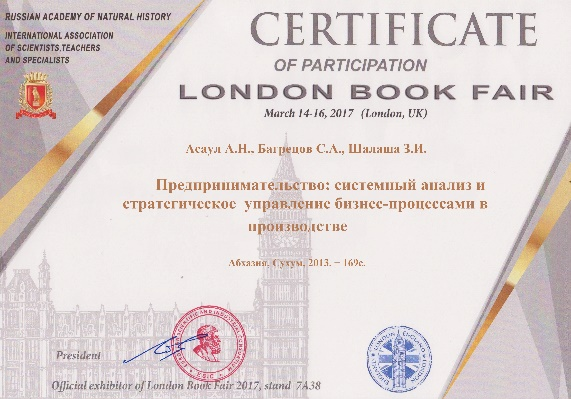 RUSSIAN ACADEMY OF NATURAL HISTORY
INTERNATIONAL ASSOCIATION
OF SCIENTISTS, TEACHERS
AND SPECIALISTS
CERTIFICATE
OF PARTICIPATION
LONDON BOOK FAIR
March 14-16, 2017 (London, UK)
Асаул А.Н., Багрецов С.А., Шалаша З.И.
Предпринимательство: системный анализ и
стратегическое управление бизнес-процессами в
производстве
Абхазия, Сухум, 2013. – 169с.
President
Official exhibitor of London Book Fair 2017, stand 7A38